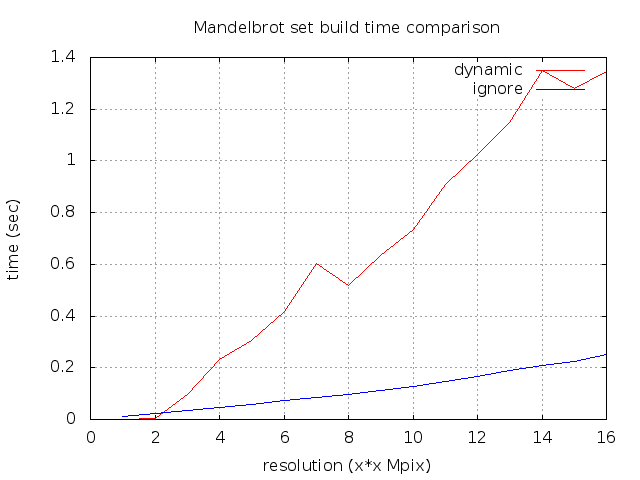 Mandelbrot set build time comparison
1.4
1.2
1
0.8
0.6
0.4
0.2
0
time (sec)
dynamic
ignore
0 2 4 6 8 10 12 14 16
resolution (x*x Mpix)